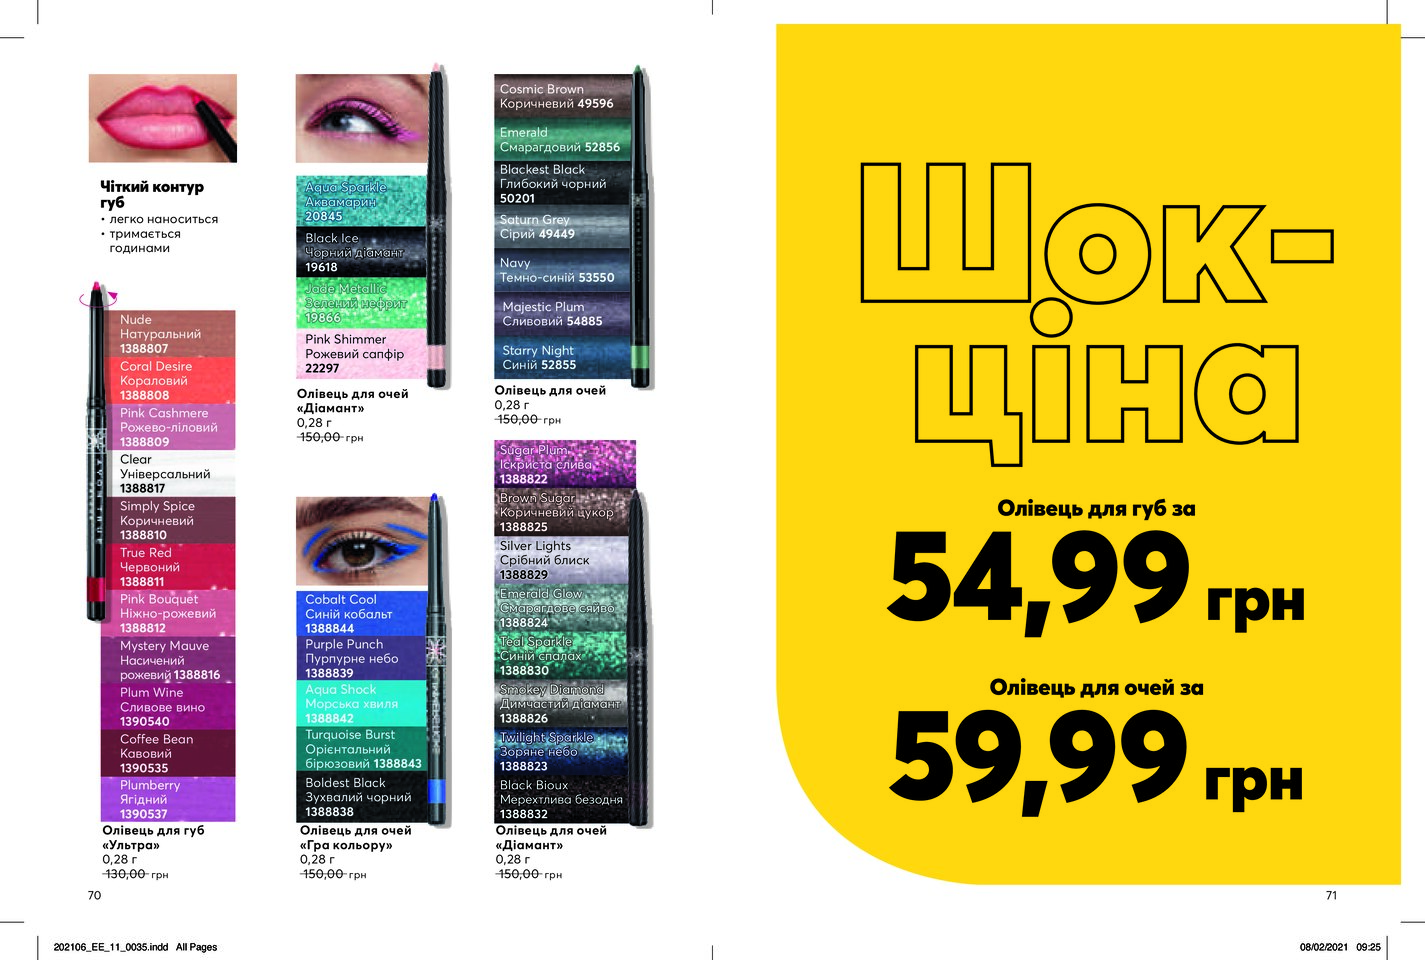 Чіткий контур
губ
• легко наноситься
• тримається
годинами
Nude
Натуральний
1388807
Coral Desire
Кораловий
1388808
Pink Cashmere
Рожево-ліловий
1388809
Clear
Універсальний
1388817
Simply Spice
Коричневий
1388810
True Red
Червоний
1388811
Pink Bouquet
Ніжно-рожевий
1388812
Mystery Mauve
Насичений
рожевий 1388816
Plum Wine
Сливове вино
1390540
Coffee Bean
Кавовий
1390535
Plumberry
Ягідний
1390537
Олівець для губ
«Ультра»
0,28 г
130,00 грн
70
Aqua Sparkle
Аквамарин
20845
Black Ice
Чорний діамант
19618
Jade Metallic
Зелений нефрит
19866
Pink Shimmer
Рожевий сапфір
22297
Олівець для очей
«Діамант»
0,28 г
150,00 грн
Cobalt Cool
Синій кобальт
1388844
Purple Punch
Пурпурне небо
1388839
Aqua Shock
Морська хвиля
1388842
Turquoise Burst
Орієнтальний
бірюзовий 1388843
Boldest Black
Зухвалий чорний
1388838
Олівець для очей
«Гра кольору»
0,28 г
150,00 грн
Cosmic Brown
Коричневий 49596
Emerald
Смарагдовий 52856
Blackest Black
Глибокий чорний
50201
Saturn Grey
Сірий 49449
Navy
Темно-синій 53550
Majestic Plum
Сливовий 54885
Starry Night
Синій 52855
Олівець для очей
0,28 г
150,00 грн
Sugar Plum
Іскриста слива
1388822
Brown Sugar
Коричневий цукор
1388825
Silver Lights
Срібний блиск
1388829
Emerald Glow
Смарагдове сяйво
1388824
Teal Sparkle
Синій спалах
1388830
Smokey Diamond
Димчастий діамант
1388826
Twilight Sparkle
Зоряне небо
1388823
Black Bioux
Мерехтлива безодня
1388832
Олівець для очей
«Діамант»
0,28 г
150,00 грн
Шок-
ціна
Олівець для губ за
54,99 грн
Олівець для очей за
59,99 грн
71
202106_EE_11_0035.indd All Pages
08/02/2021 09:25